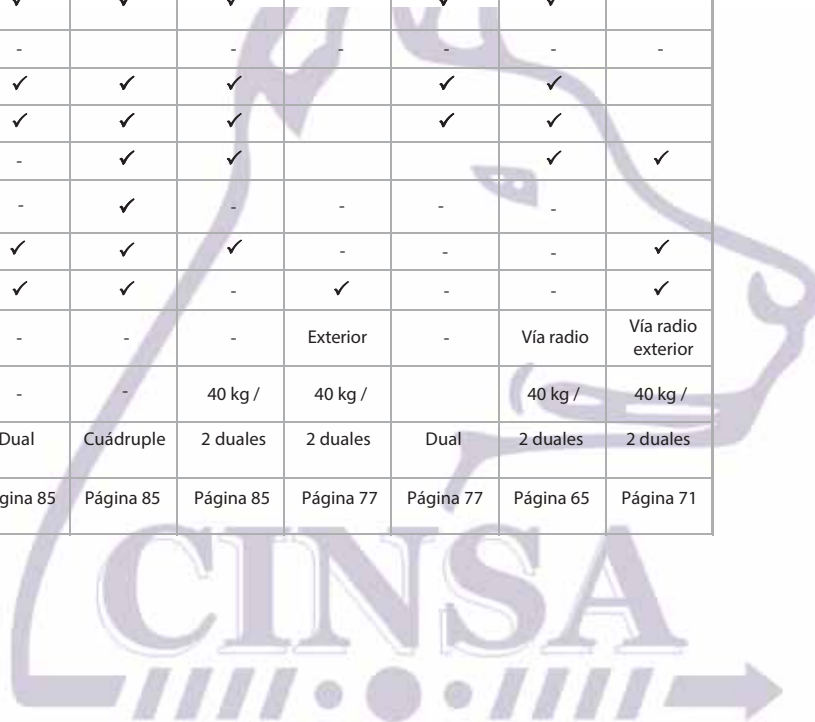 ✓ ✓ ✓ ✓ ✓
- - - - - -
✓ ✓ ✓ ✓ ✓
✓ ✓ ✓ ✓ ✓
- ✓ ✓ ✓ ✓
- ✓ - - - -
✓ ✓ ✓ - - - ✓
✓ ✓ - ✓ - - ✓
- - - Exterior - Vía radio Vía radio
exterior
- - 40 kg / 40 kg / 40 kg / 40 kg /
Dual Cuádruple 2 duales 2 duales Dual 2 duales 2 duales
gina 85 Página 85 Página 85 Página 77 Página 77 Página 65 Página 71
CINSA